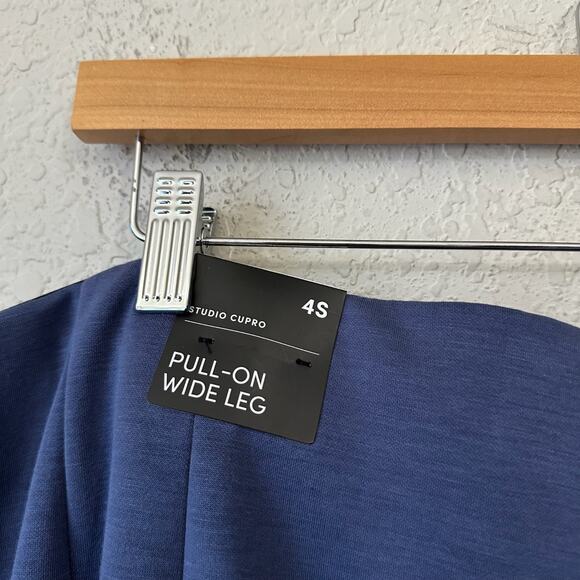 4S
STUDIO CUPRO
PULL-ON
WIDE LEG